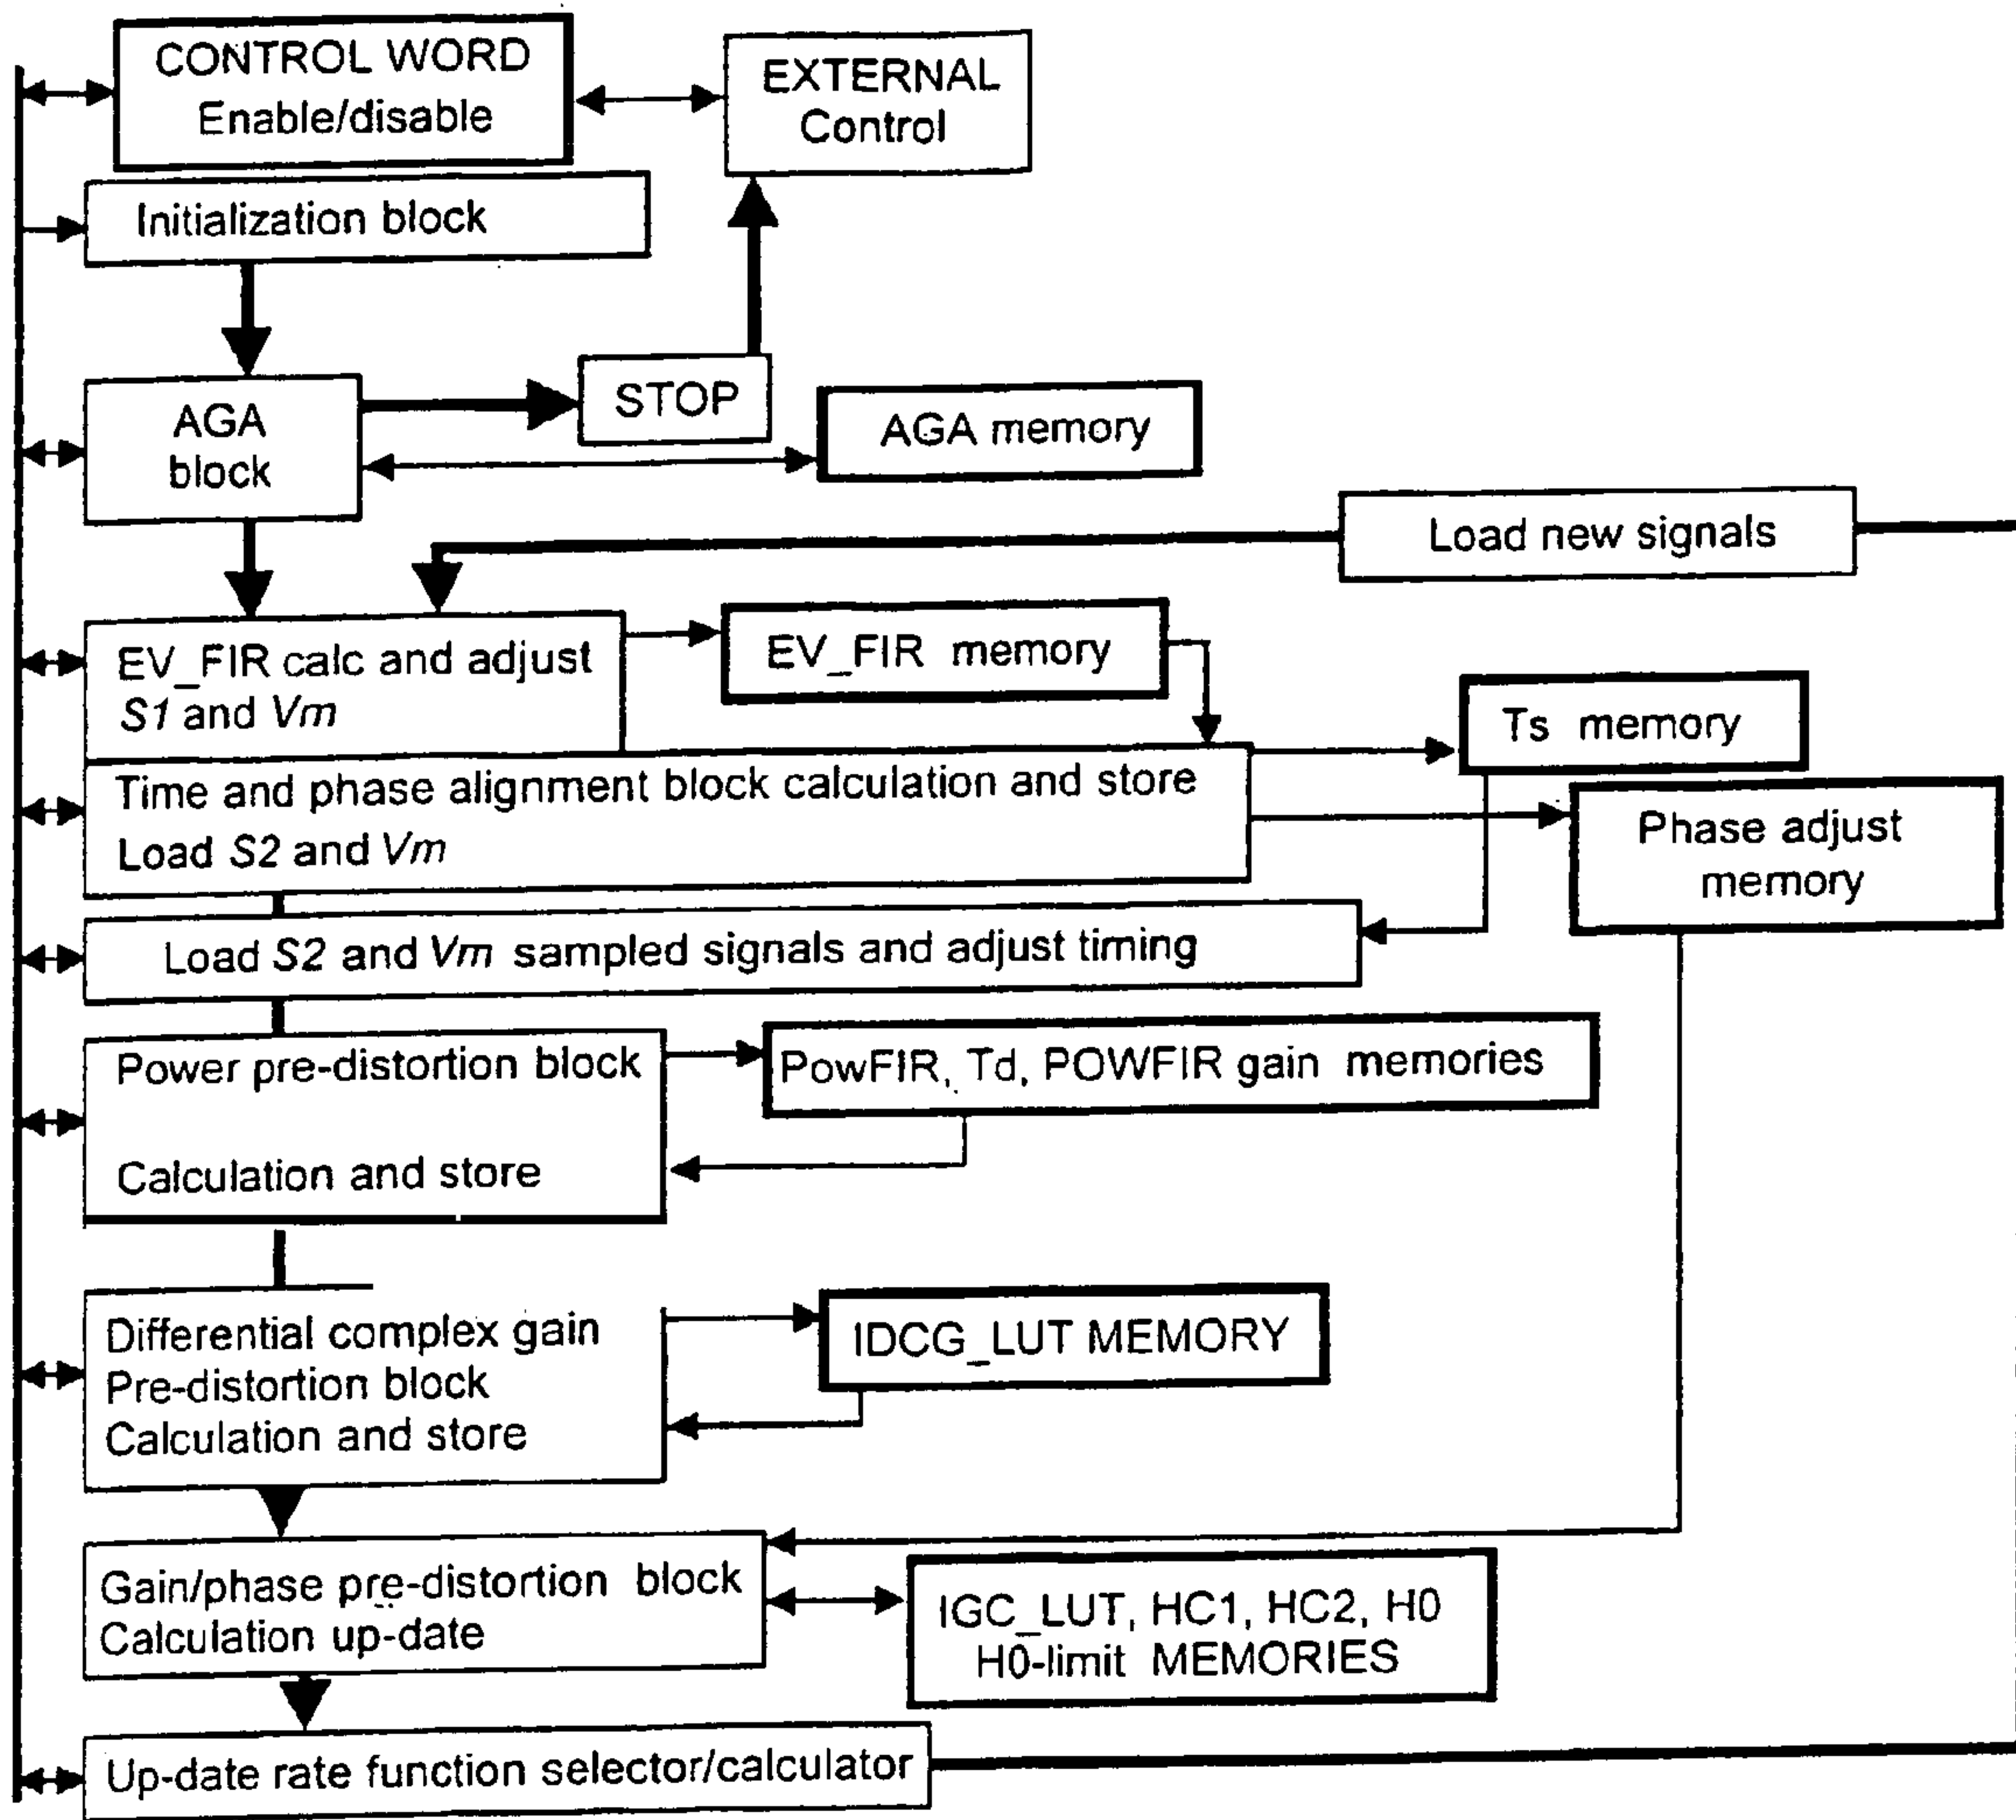 CONTROL WORD
Enable/disable
EXTERNAL
Control
Initialization block
AGA
block
STOP
AGA memory
Load new signals
EV_FIR calc and adjust
S1 and Vm
EV_FIR memory
Ts memory
Time and phase alignment block calculation and store
Load S2 and Vm
Phase adjust
memory
Load S2 and Vm sampled signals and adjust timing
Power pre-distortion block
Calculation and store
PowFIR, Td, POWFIR gain memories
Differential complex gain
Pre-distortion block
Calculation and store
IDCG_LUT MEMORY
Gain/phase pre-distortion block
Calculation up-date
IGC_LUT, HC1, HC2, H0
H0-limit MEMORIES
Up-date rate function selector/calculator